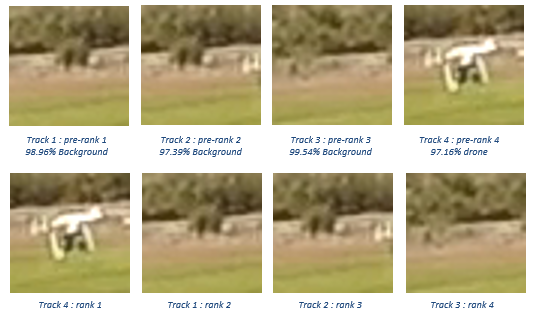 Track 1 : pre-rank 1
98.96% Background
Track 2 : pre-rank 2
97.39% Background
Track 3 : pre-rank 3
99.54% Background
Track 4 : pre-rank 4
97.16% drone
Track 4 : rank 1
Track 1 : rank 2
Track 2 : rank 3
Track 3 : rank 4